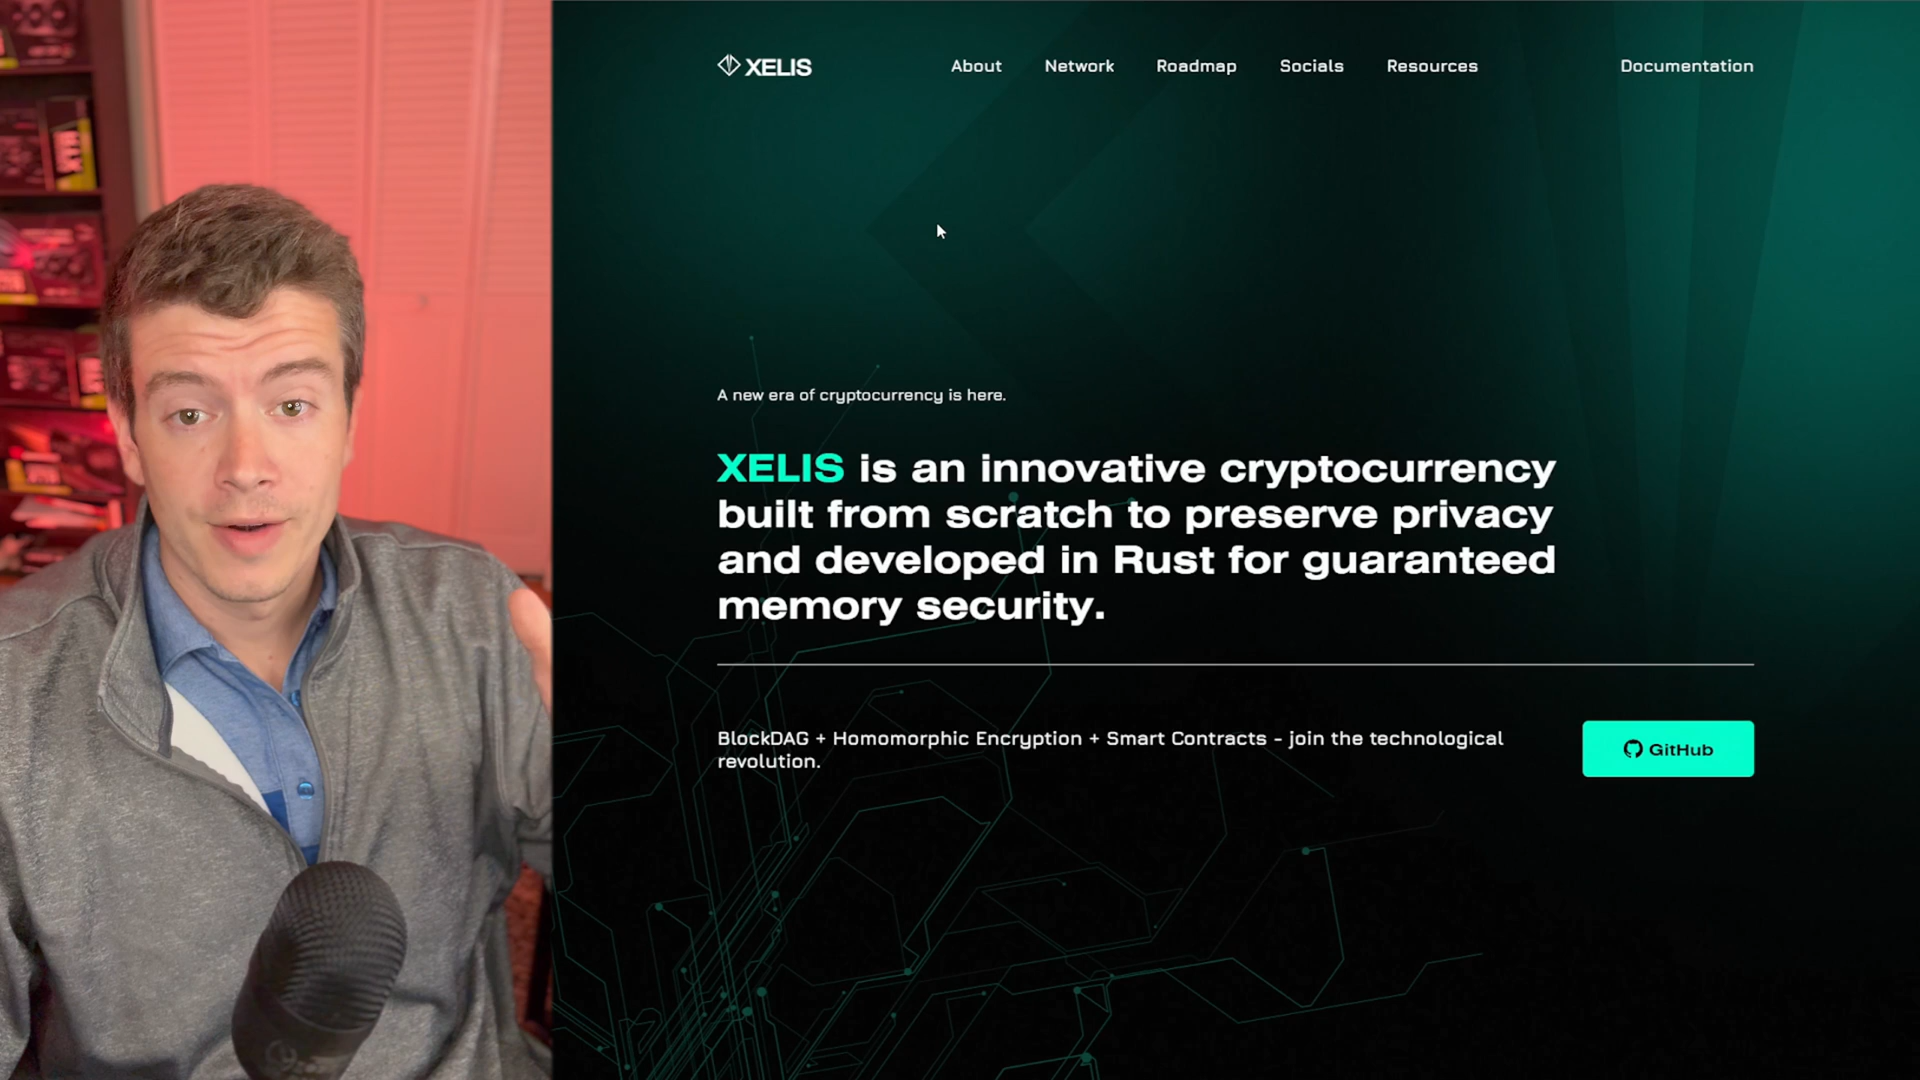 XELIS
About
Network
Roadmap
Socials
Resources
Documentation
A new era of cryptocurrency is here.
XELIS is an innovative cryptocurrency
built from scratch to preserve privacy
and developed in Rust for guaranteed
memory security.
BlockDAG + Homomorphic Encryption + Smart Contracts - join the technological
revolution.
GitHub